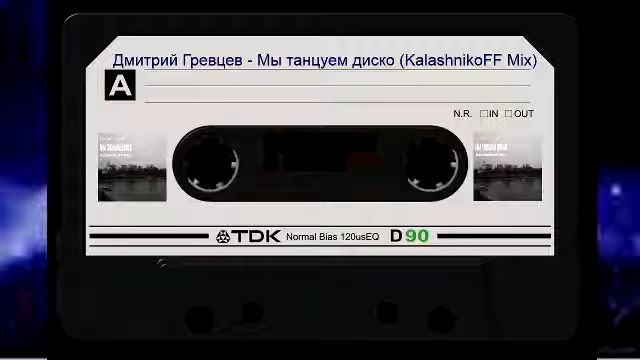 Дмитрий Гревцев - Мы танцуем диско (KalashnikoFF Mix)
A
N.R. IN OUT
TDK Normal Bias 120usEQ D90